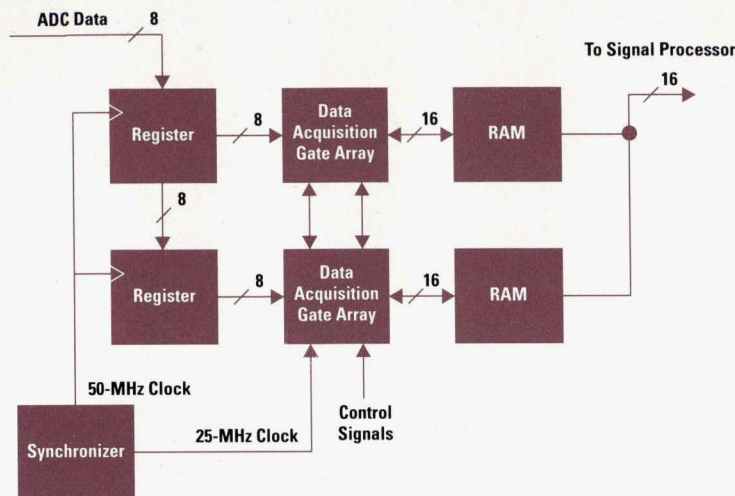 ADC Data
8
To Signal Processor
16
Register
8
Data
Acquisition
Gate Array
16
RAM
8
Register
8
Data
Acquisition
Gate Array
16
RAM
50-MHz Clock
Synchronizer
25-MHz Clock
Control
Signals